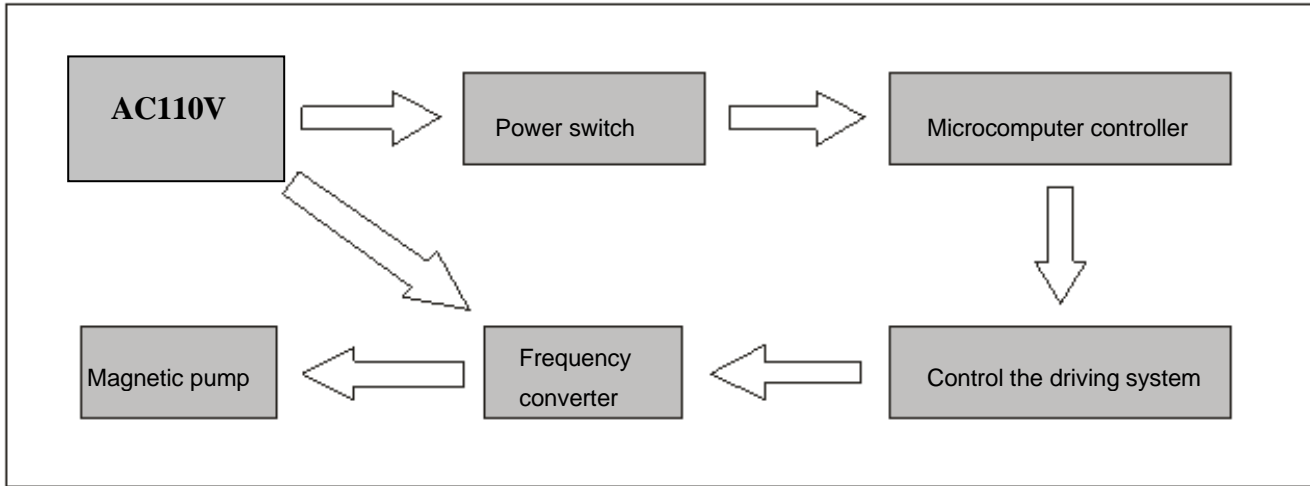 AC110V
Power switch
Microcomputer controller
Magnetic pump
Frequency
converter
Control the driving system